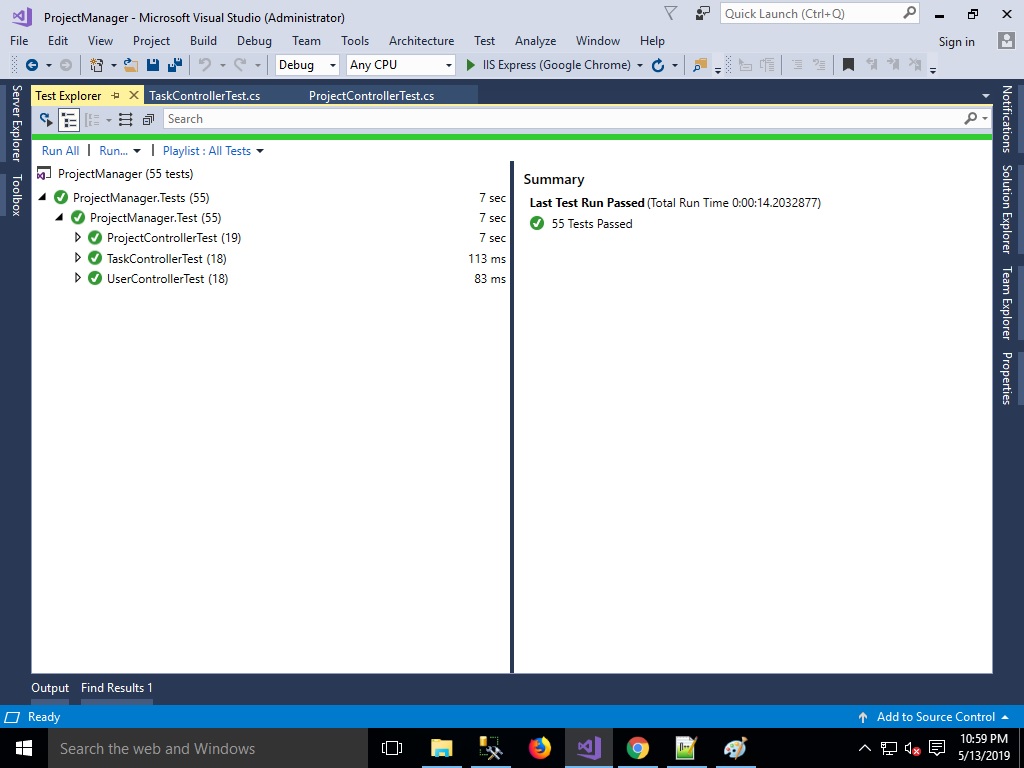 ProjectManager - Microsoft Visual Studio (Administrator)
Quick Launch (Ctrl+Q)
File Edit View Project Build Debug Team Tools Architecture Test Analyze Window Help
Sign in
Debug Any CPU IIS Express (Google Chrome)
Server Explorer
Toolbox
Test Explorer TaskControllerTest.cs ProjectControllerTest.cs
Search
Run All | Run... | Playlist : All Tests
ProjectManager (55 tests)
ProjectManager.Tests (55) 7 sec
ProjectManager.Test (55) 7 sec
ProjectControllerTest (19) 7 sec
TaskControllerTest (18) 113 ms
UserControllerTest (18) 83 ms
Summary
Last Test Run Passed (Total Run Time 0:00:14.2032877)
55 Tests Passed
Notifications
Solution Explorer
Team Explorer
Properties
Output Find Results 1
Ready
Add to Source Control
Search the web and Windows
10:59 PM
5/13/2019